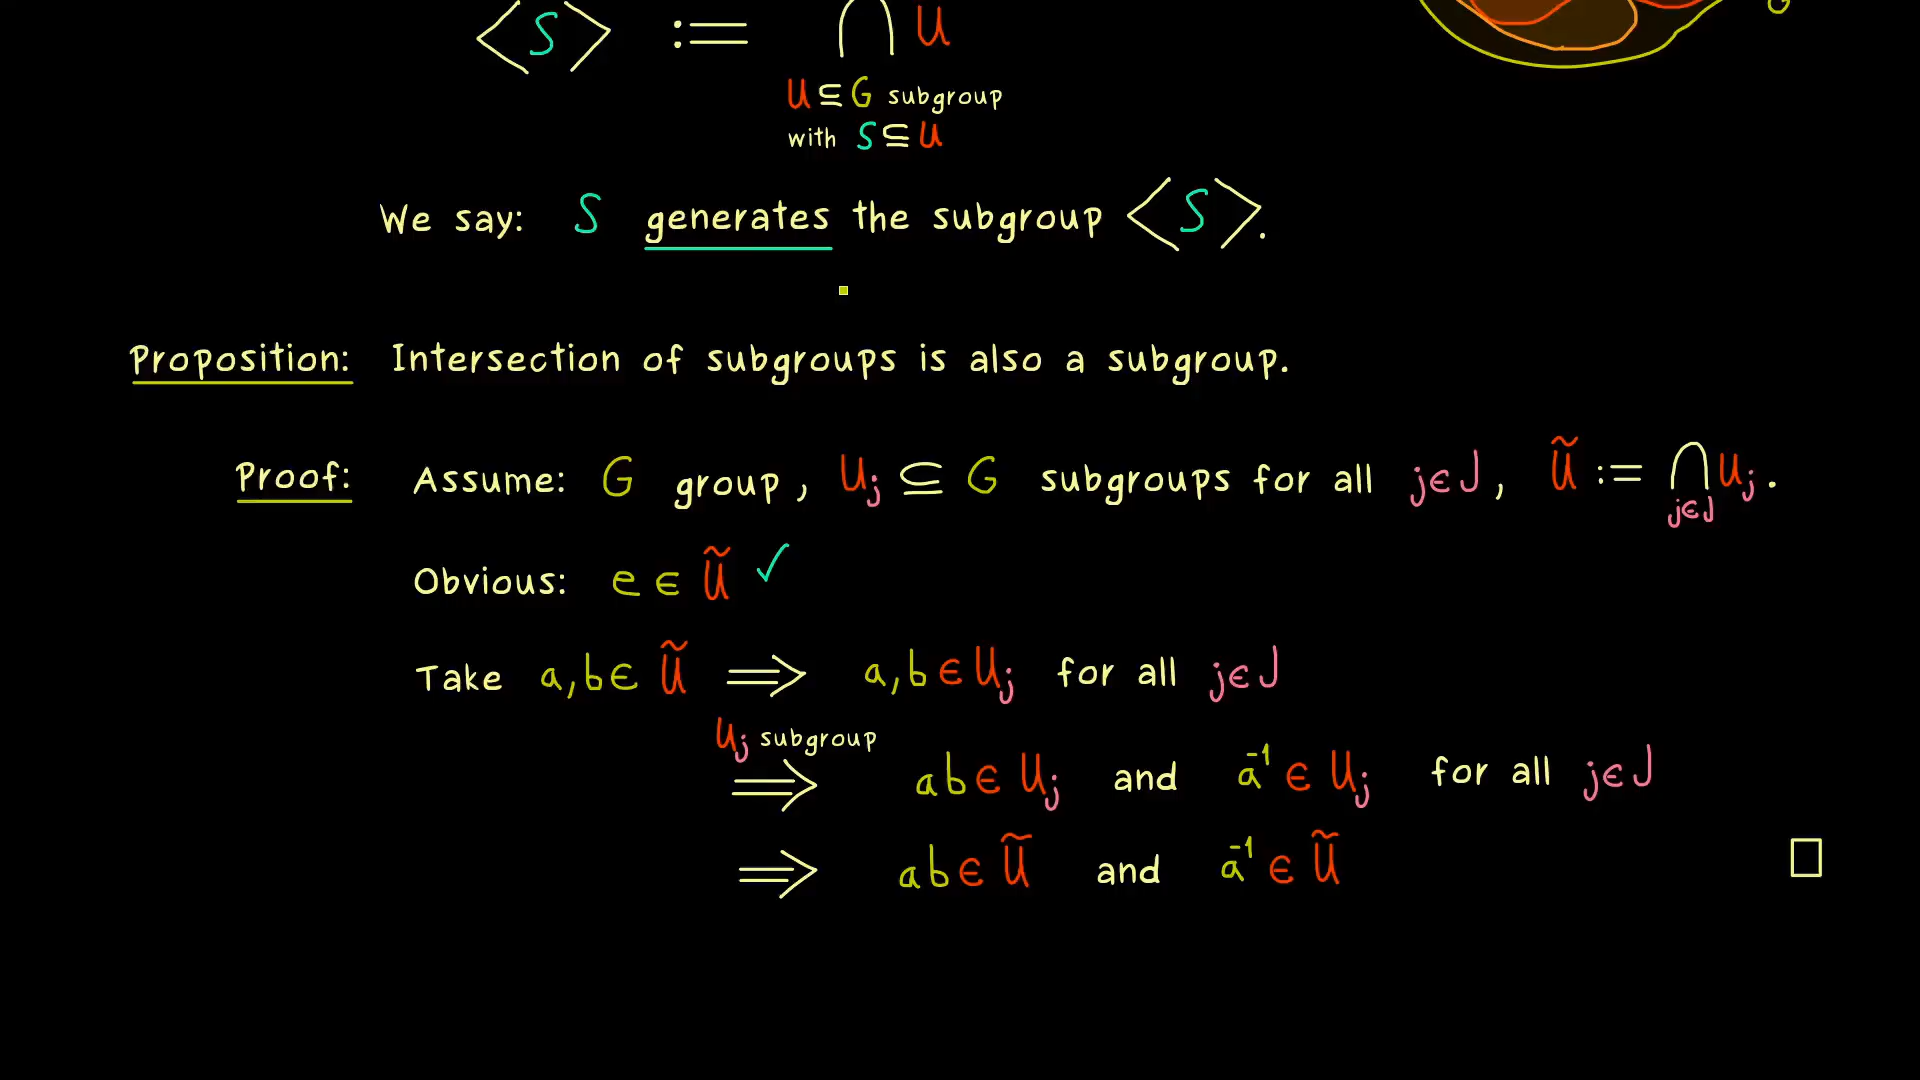 ⟨S⟩ := ⋂ U
U ⊆ G subgroup
with S ⊆ U
G
We say: S generates the subgroup ⟨S⟩.
Proposition: Intersection of subgroups is also a subgroup.
Proof: Assume: G group, Uⱼ ⊆ G subgroups for all j∈J, Ũ := ⋂ Uⱼ.
j∈J
Obvious: e ∈ Ũ ✓
Take a,b ∈ Ũ ⟹ a,b ∈ Uⱼ for all j∈J
Uⱼ subgroup
⟹ ab ∈ Uⱼ and a⁻¹ ∈ Uⱼ for all j∈J
⟹ ab ∈ Ũ and a⁻¹ ∈ Ũ □